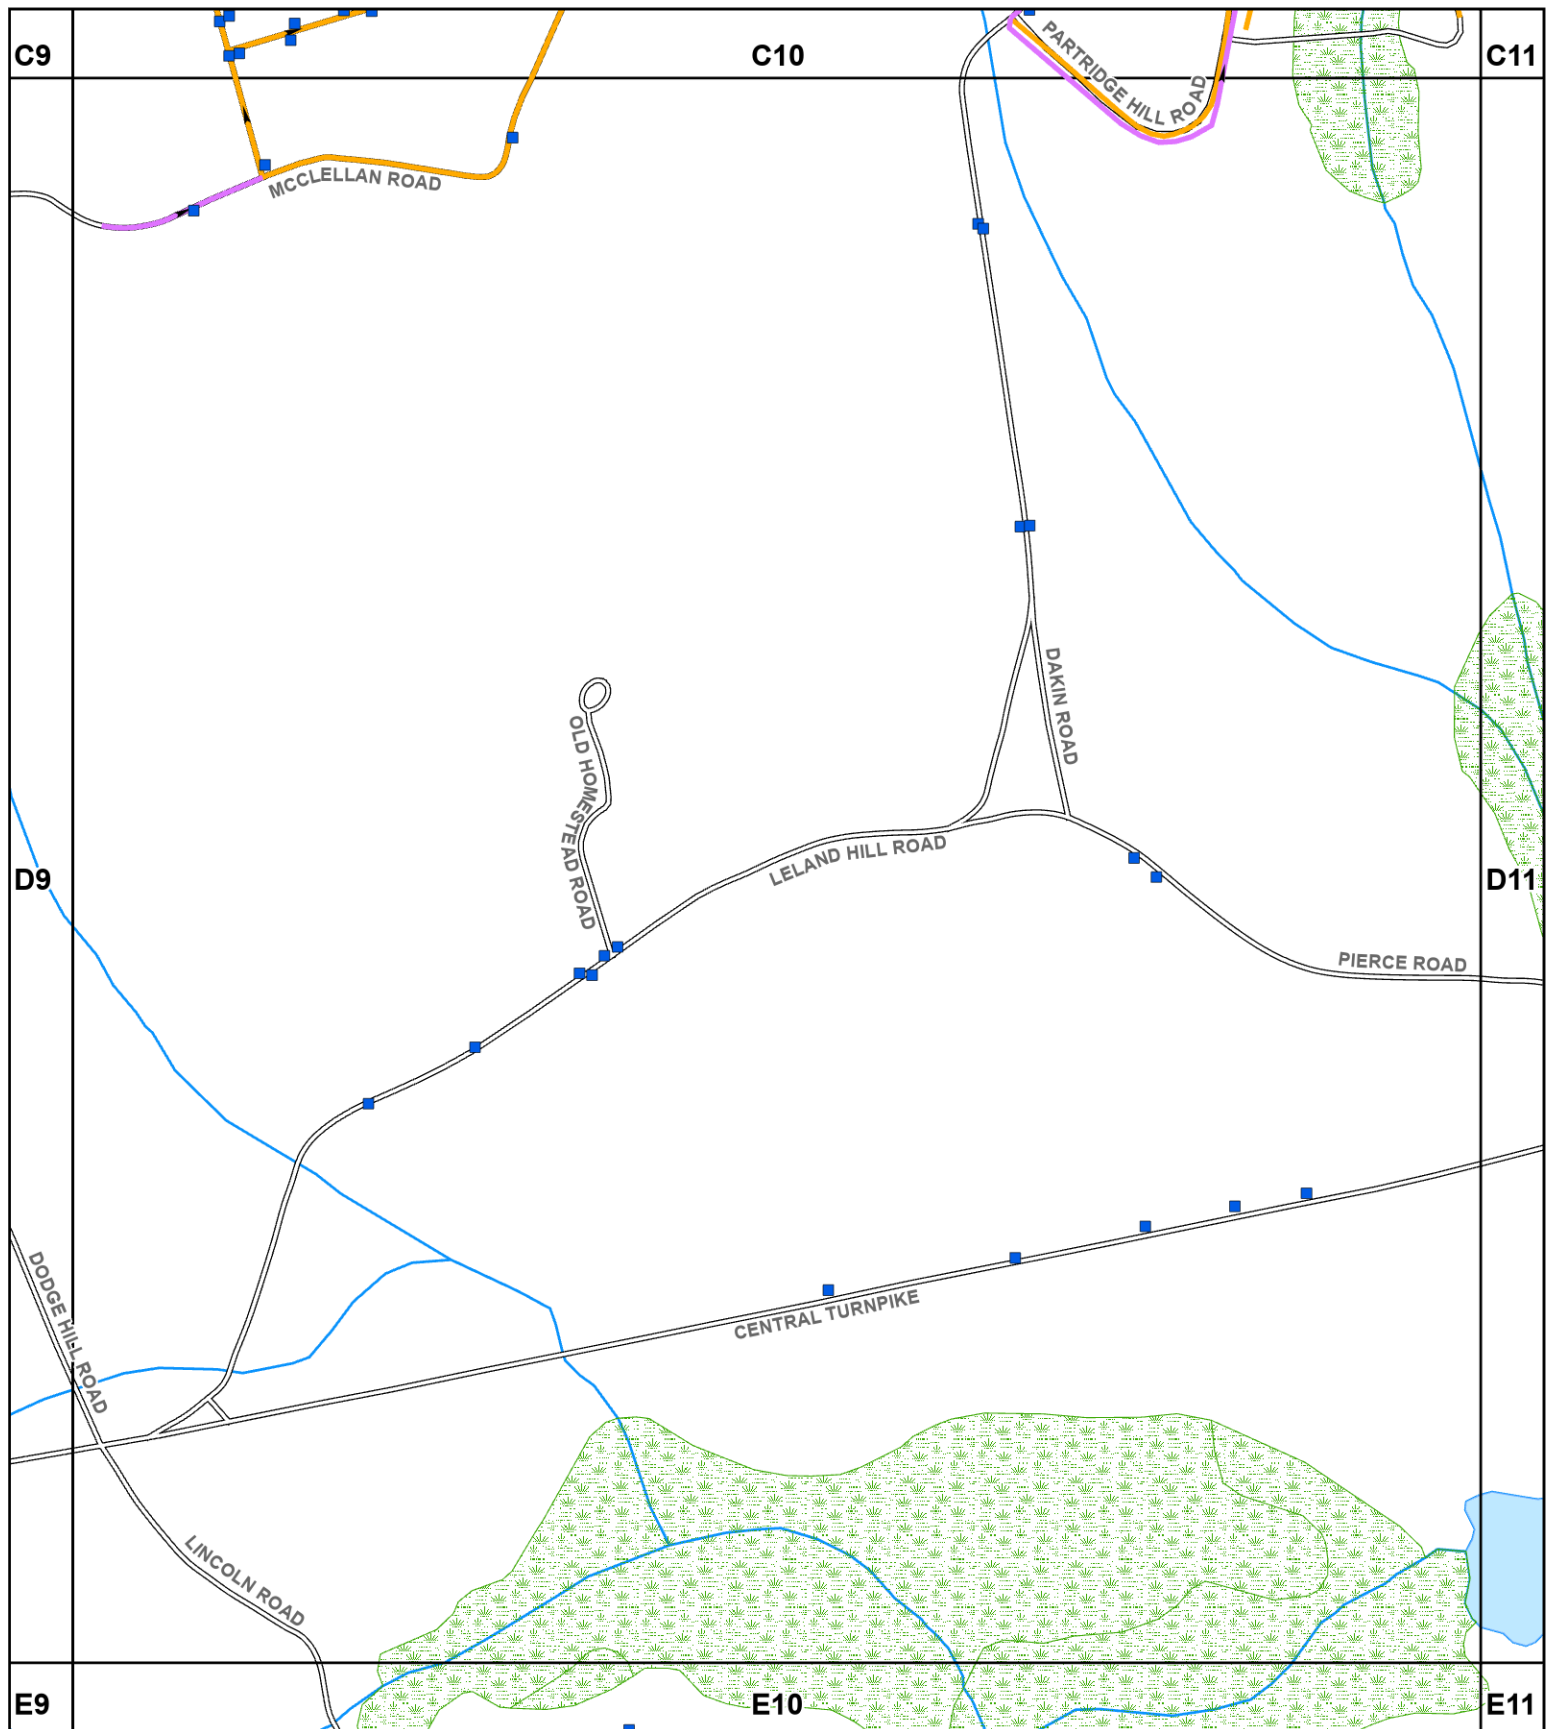 C9
C10
C11
PARTRIDGE HILL ROAD
MCCLELLAN ROAD
DAKIN ROAD
OLD HOMESTEAD ROAD
LELAND HILL ROAD
D9
D11
PIERCE ROAD
DODGE HILL ROAD
CENTRAL TURNPIKE
LINCOLN ROAD
E9
E10
E11